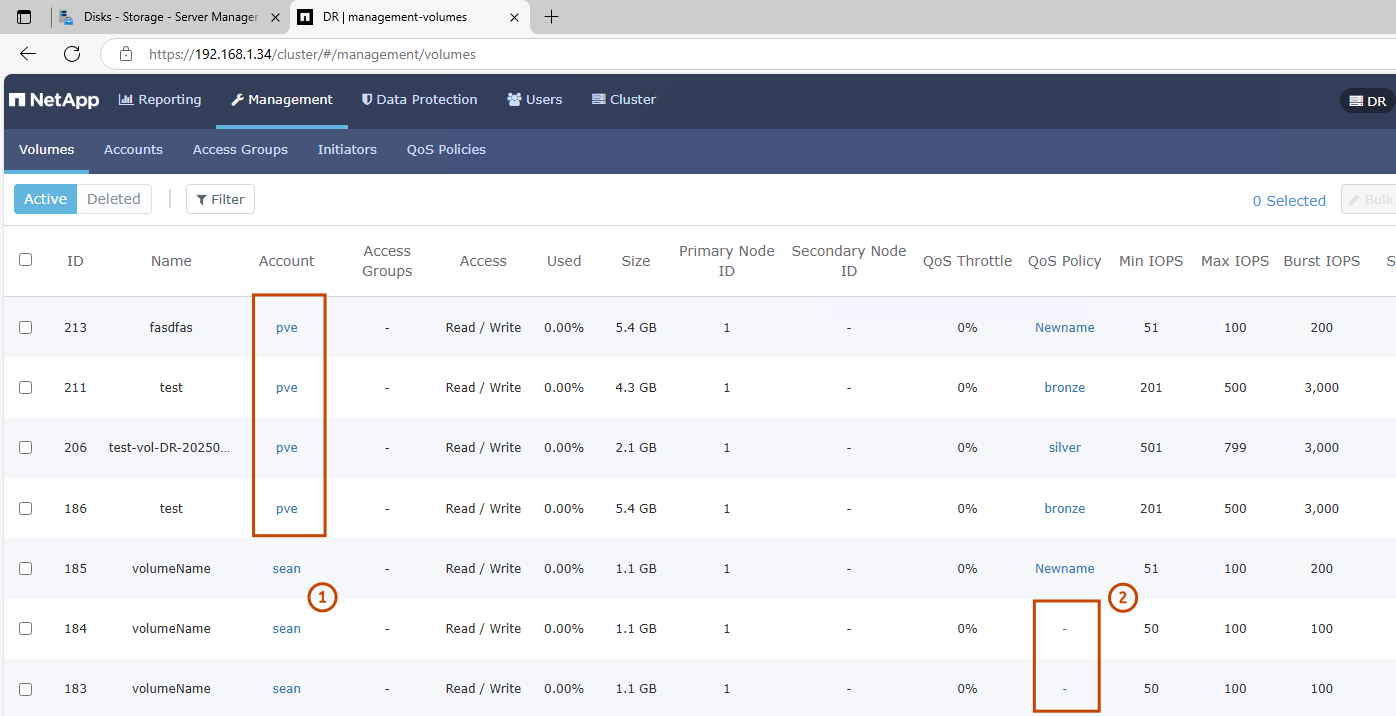 Disks - Storage - Server Manager
DR | management-volumes
https://192.168.1.34/cluster/#/management/volumes
NetApp Reporting Management Data Protection Users Cluster DR
Volumes Accounts Access Groups Initiators QoS Policies
Active Deleted Filter 0 Selected Bulk
ID Name Account Access Groups Access Used Size Primary Node ID Secondary Node ID QoS Throttle QoS Policy Min IOPS Max IOPS Burst IOPS S
213 fasdfas pve - Read / Write 0.00% 5.4 GB 1 - 0% Newname 51 100 200
211 test pve - Read / Write 0.00% 4.3 GB 1 - 0% bronze 201 500 3,000
206 test-vol-DR-20250... pve - Read / Write 0.00% 2.1 GB 1 - 0% silver 501 799 3,000
186 test pve - Read / Write 0.00% 5.4 GB 1 - 0% bronze 201 500 3,000
185 volumeName sean - Read / Write 0.00% 1.1 GB 1 - 0% Newname 51 100 200
1 2
184 volumeName sean - Read / Write 0.00% 1.1 GB 1 - 0% - 50 100 100
183 volumeName sean - Read / Write 0.00% 1.1 GB 1 - 0% - 50 100 100